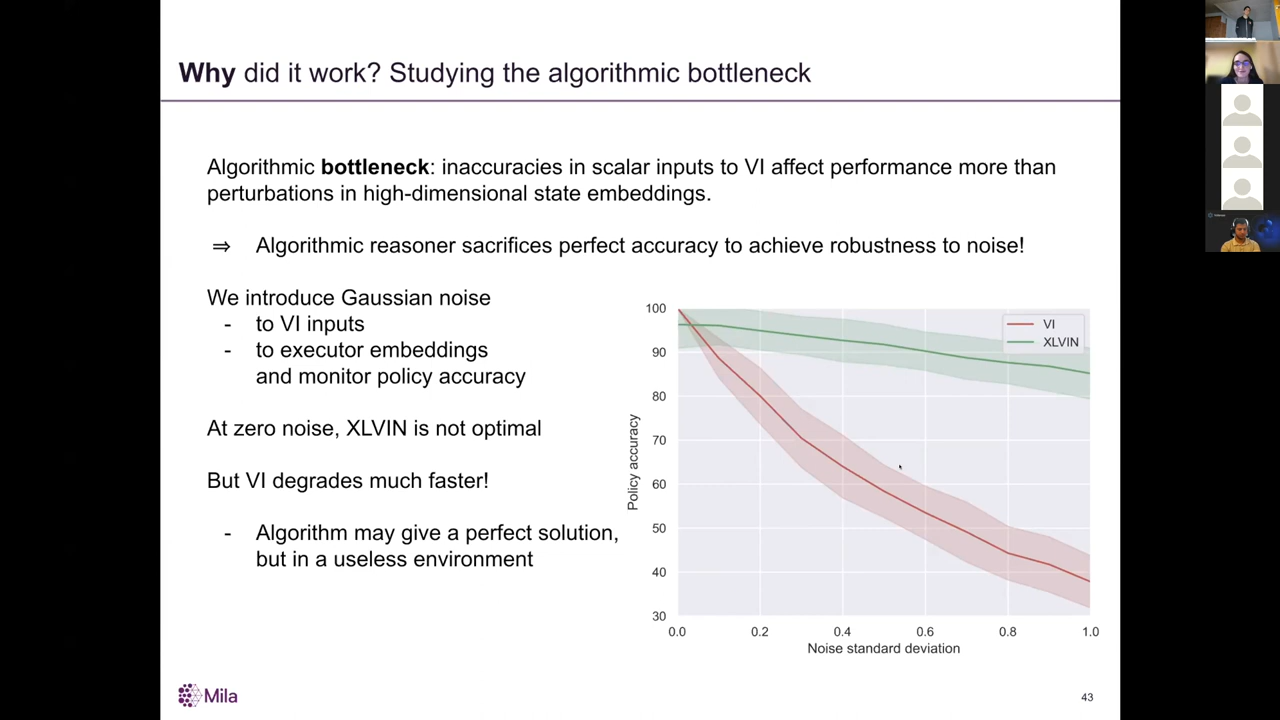 Why did it work? Studying the algorithmic bottleneck
Algorithmic bottleneck: inaccuracies in scalar inputs to VI affect performance more than
perturbations in high-dimensional state embeddings.
⇒ Algorithmic reasoner sacrifices perfect accuracy to achieve robustness to noise!
We introduce Gaussian noise
- to VI inputs
- to executor embeddings
and monitor policy accuracy
At zero noise, XLVIN is not optimal
But VI degrades much faster!
- Algorithm may give a perfect solution,
but in a useless environment
Policy accuracy
100
90
80
70
60
50
40
30
VI
XLVIN
0.0 0.2 0.4 0.6 0.8 1.0
Noise standard deviation
Mila
43